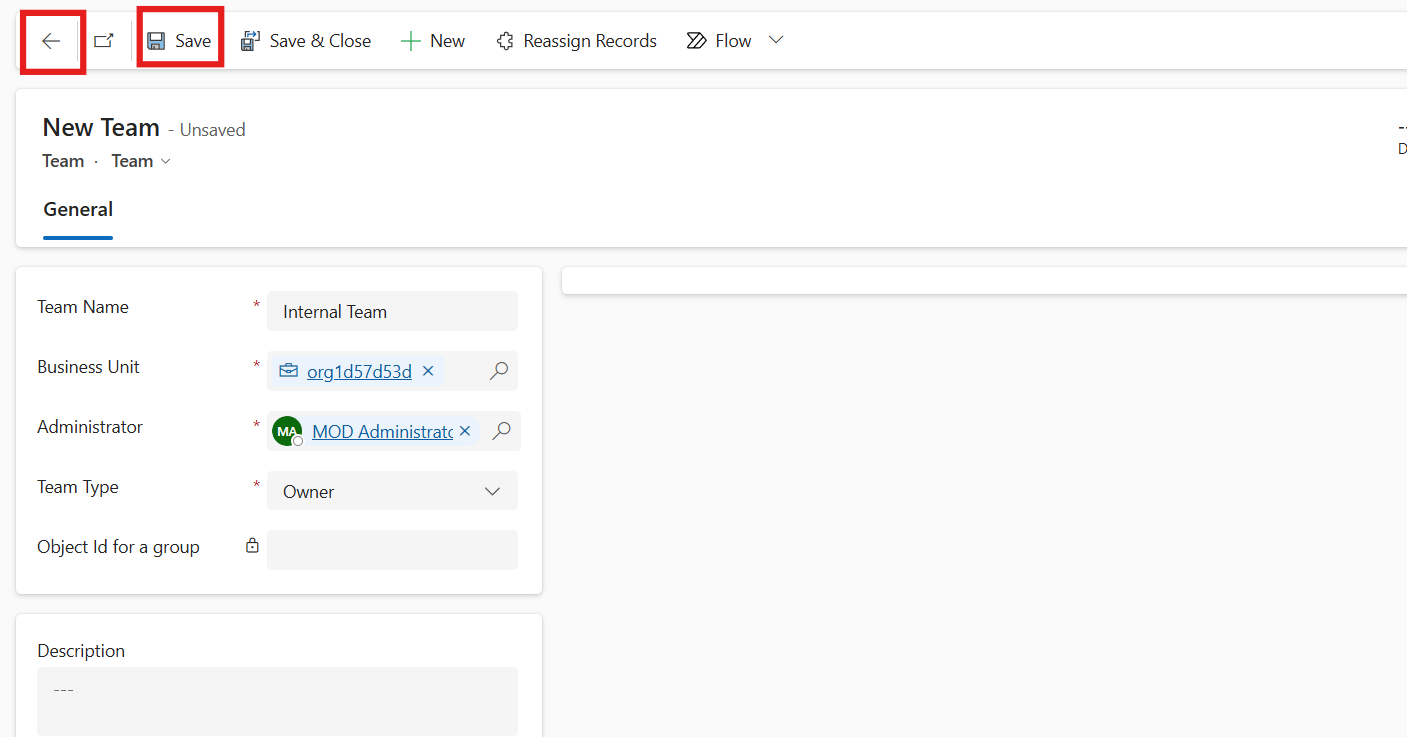 Save Save & Close New Reassign Records Flow
New Team - Unsaved
Team · Team
General
Team Name * Internal Team
Business Unit * org1d57d53d
Administrator * MA MOD Administrato
Team Type * Owner
Object Id for a group
Description
---